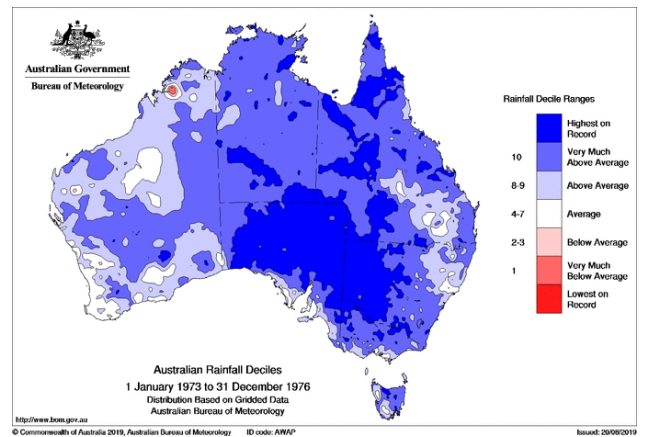 Australian Government
Bureau of Meteorology
Rainfall Decile Ranges
Highest on
Record
10
Very Much
Above Average
8-9
Above Average
4-7
Average
2-3
Below Average
1
Very Much
Below Average
Lowest on
Record
Australian Rainfall Deciles
1 January 1973 to 31 December 1976
Distribution Based on Gridded Data
Australian Bureau of Meteorology
http://www.bom.gov.au
© Commonwealth of Australia 2019, Australian Bureau of Meteorology ID code: AWAP Issued: 20/08/2019